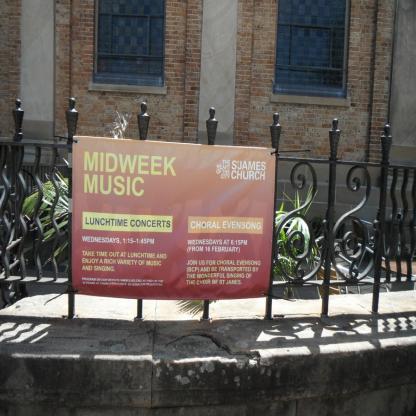 MIDWEEK
MUSIC
SJAMES
CHURCH
LUNCHTIME CONCERTS
WEDNESDAYS, 1:15–1:45PM
TAKE TIME OUT AT LUNCHTIME AND
ENJOY A RICH VARIETY OF MUSIC
AND SINGING.
CHORAL EVENSONG
WEDNESDAYS AT 6:15PM
(FROM 16 FEBRUARY)
JOIN US FOR CHORAL EVENSONG
(BCP) AND BE TRANSPORTED BY
THE WONDERFUL SINGING OF
THE CHOIR OF ST JAMES.